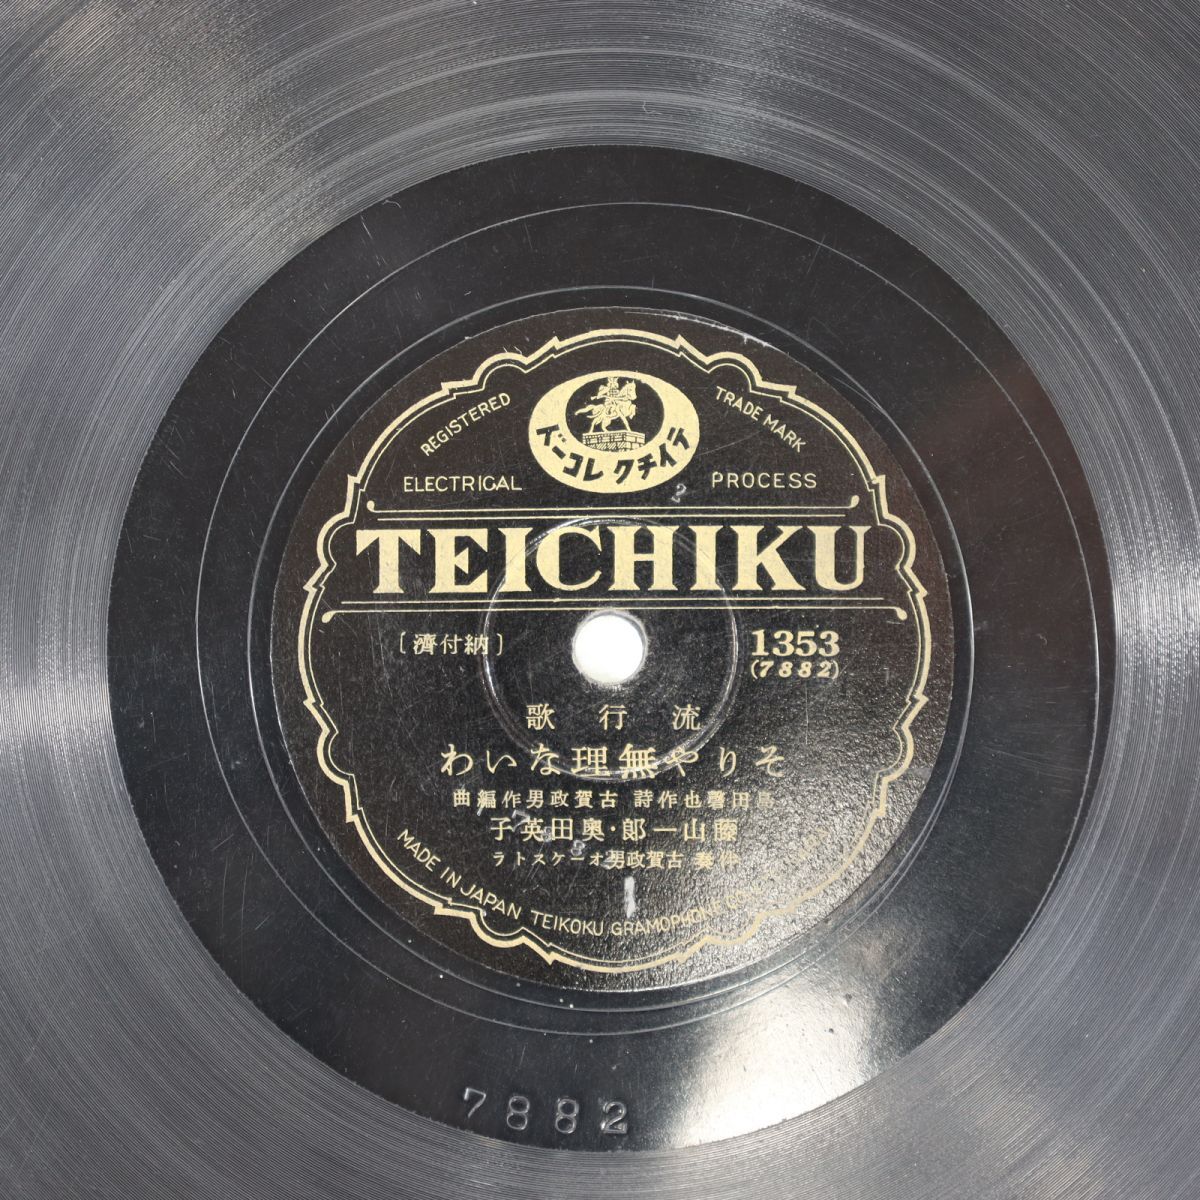 REGISTERED TRADE MARK
テイチク レコード
ELECTRICAL PROCESS
2
TEICHIKU
[納付濟]
1353
(7882)
流行歌
そりや無理ないわ
島田磬也作詩 古賀政男作編曲
藤山一郎・奥田英子
伴奏 古賀政男オーケストラ
MADE IN JAPAN TEIKOKU GRAMOPHONE
7882